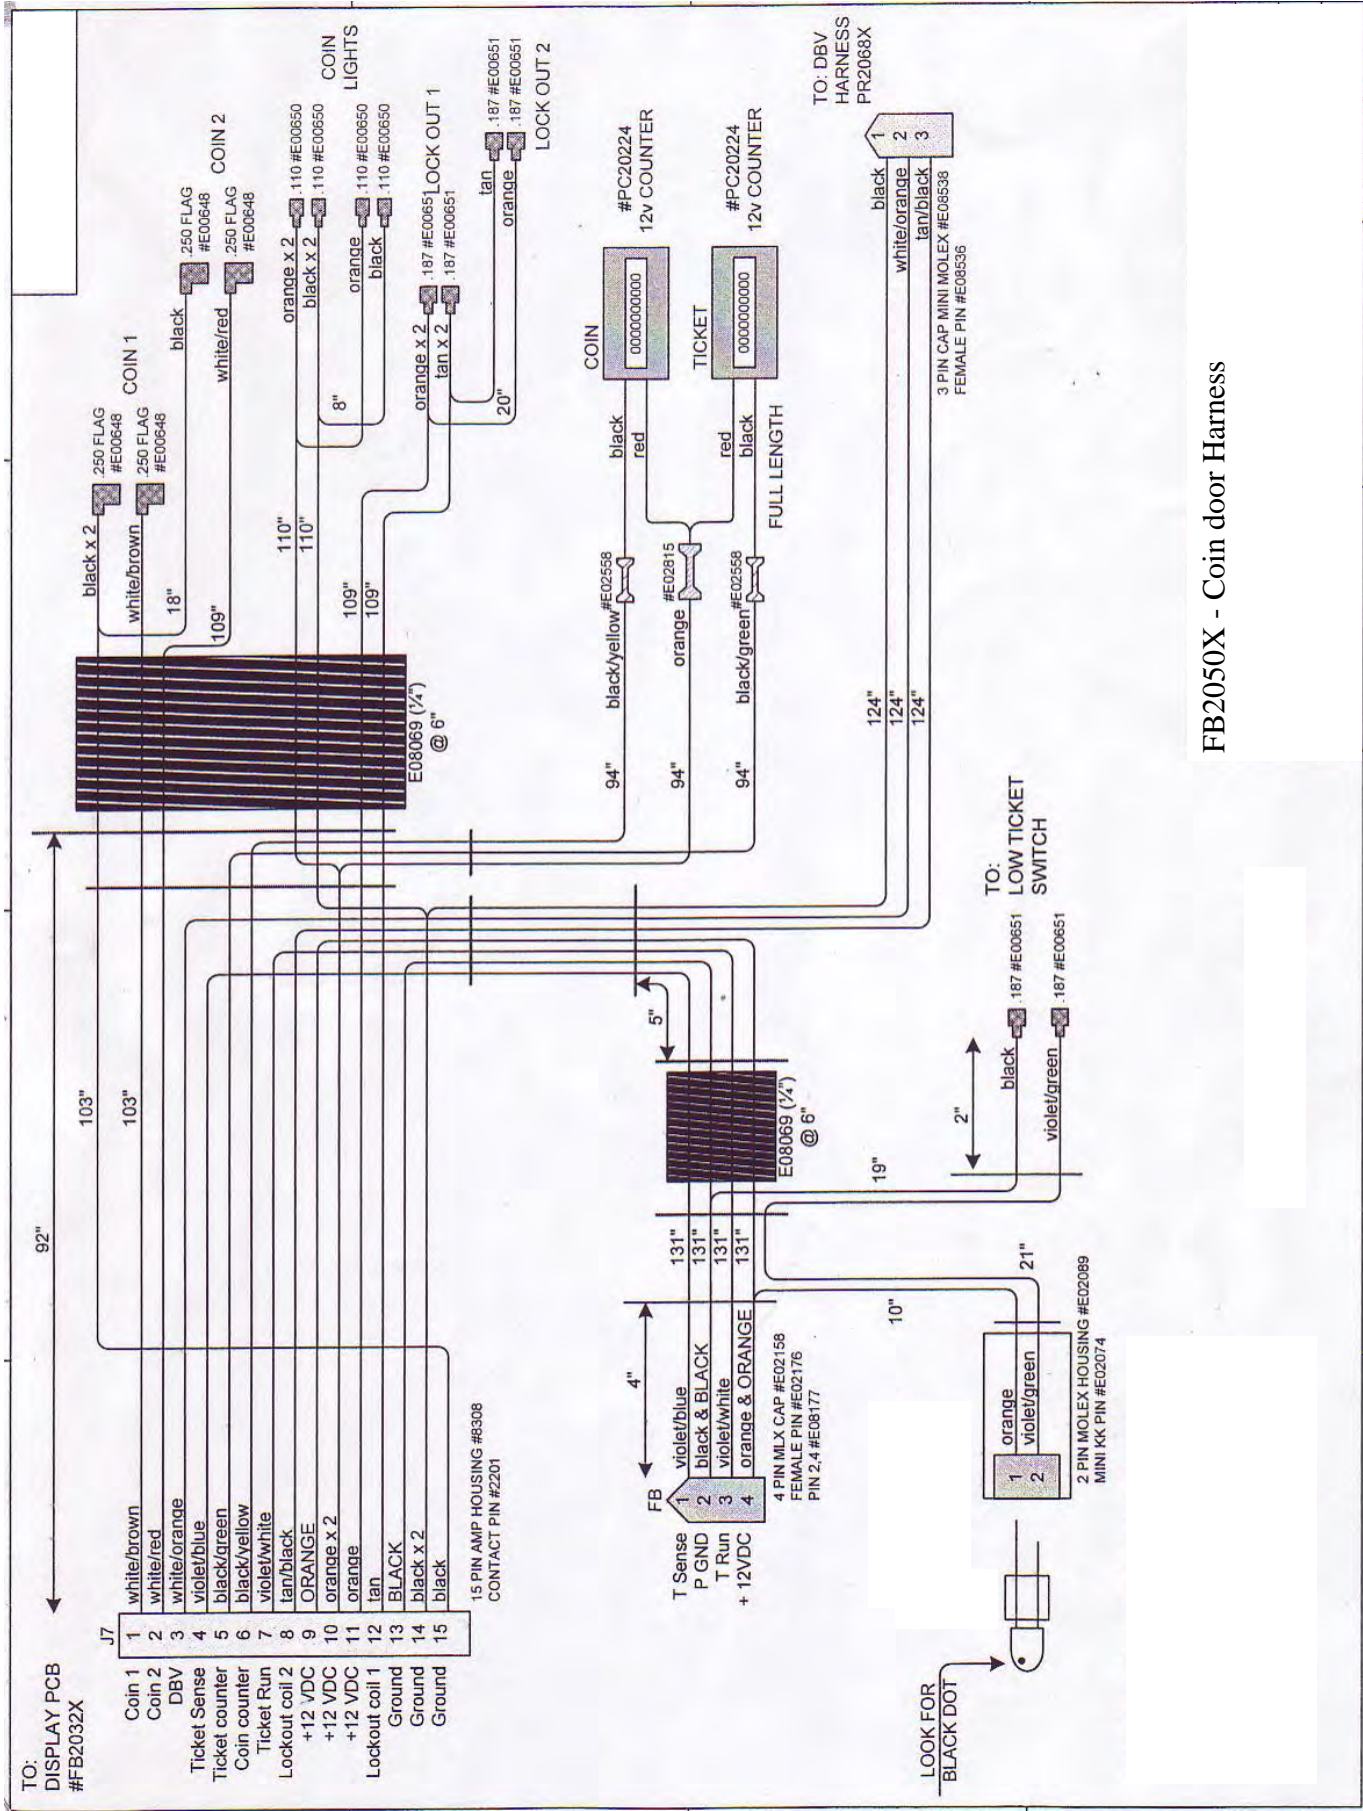 TO:
DISPLAY PCB
#FB2032X
J7
Coin 1
Coin 2
DBV
Ticket Sense
Ticket counter
Coin counter
Ticket Run
Lockout coil 2
+12 VDC
+12 VDC
+12 VDC
Lockout coil 1
Ground
Ground
Ground
1
2
3
4
5
6
7
8
9
10
11
12
13
14
15
white/brown
white/red
white/orange
violet/blue
black/green
black/yellow
violet/white
tan/black
ORANGE
orange x 2
orange
tan
BLACK
black x 2
black
15 PIN AMP HOUSING #8308
CONTACT PIN #2201
92"
103"
103"
E08069 (¼")
@ 6"
black x 2
.250 FLAG
#E00648
white/brown
.250 FLAG
#E00648
COIN 1
18"
black
.250 FLAG
#E00648
109"
white/red
.250 FLAG
#E00648
COIN 2
110"
110"
orange x 2
.110 #E00650
black x 2
.110 #E00650
8"
orange
.110 #E00650
black
.110 #E00650
COIN
LIGHTS
109"
109"
orange x 2
.187 #E00651
tan x 2
.187 #E00651
LOCK OUT 1
20"
tan
.187 #E00651
orange
.187 #E00651
LOCK OUT 2
94"
black/yellow
#E02558
black
red
COIN
0000000000
#PC20224
12v COUNTER
94"
orange
#E02815
94"
black/green
#E02558
red
black
TICKET
0000000000
#PC20224
12v COUNTER
FULL LENGTH
124"
124"
124"
black
white/orange
tan/black
1
2
3
TO: DBV
HARNESS
PR2068X
3 PIN CAP MINI MOLEX #E08538
FEMALE PIN #E08536
5"
E08069 (¼")
@ 6"
131"
131"
131"
131"
4"
FB
T Sense
P GND
T Run
+ 12VDC
1
2
3
4
violet/blue
black & BLACK
violet/white
orange & ORANGE
4 PIN MLX CAP #E02158
FEMALE PIN #E02176
PIN 2,4 #E08177
19"
2"
black
.187 #E00651
violet/green
.187 #E00651
TO:
LOW TICKET
SWITCH
10"
21"
1
2
orange
violet/green
2 PIN MOLEX HOUSING #E02089
MINI KK PIN #E02074
LOOK FOR
BLACK DOT
FB2050X - Coin door Harness